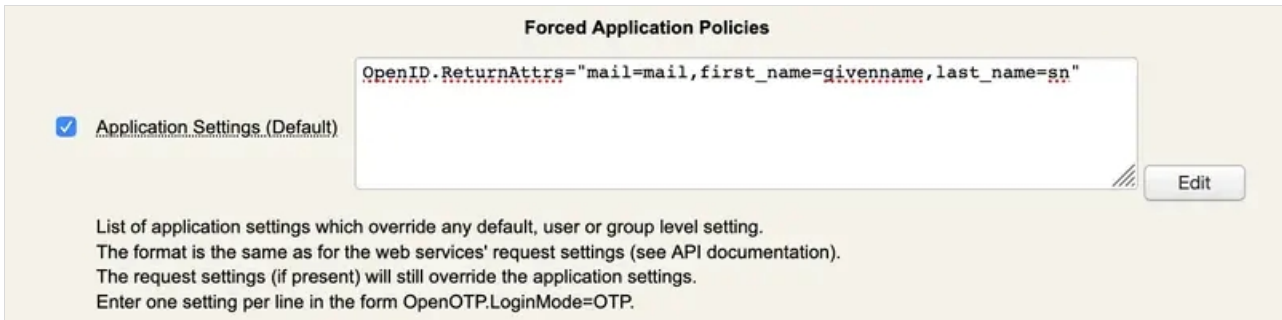 Forced Application Policies
OpenID.ReturnAttrs="mail=mail,first_name=givenname,last_name=sn"
Application Settings (Default)
Edit
List of application settings which override any default, user or group level setting.
The format is the same as for the web services' request settings (see API documentation).
The request settings (if present) will still override the application settings.
Enter one setting per line in the form OpenOTP.LoginMode=OTP.